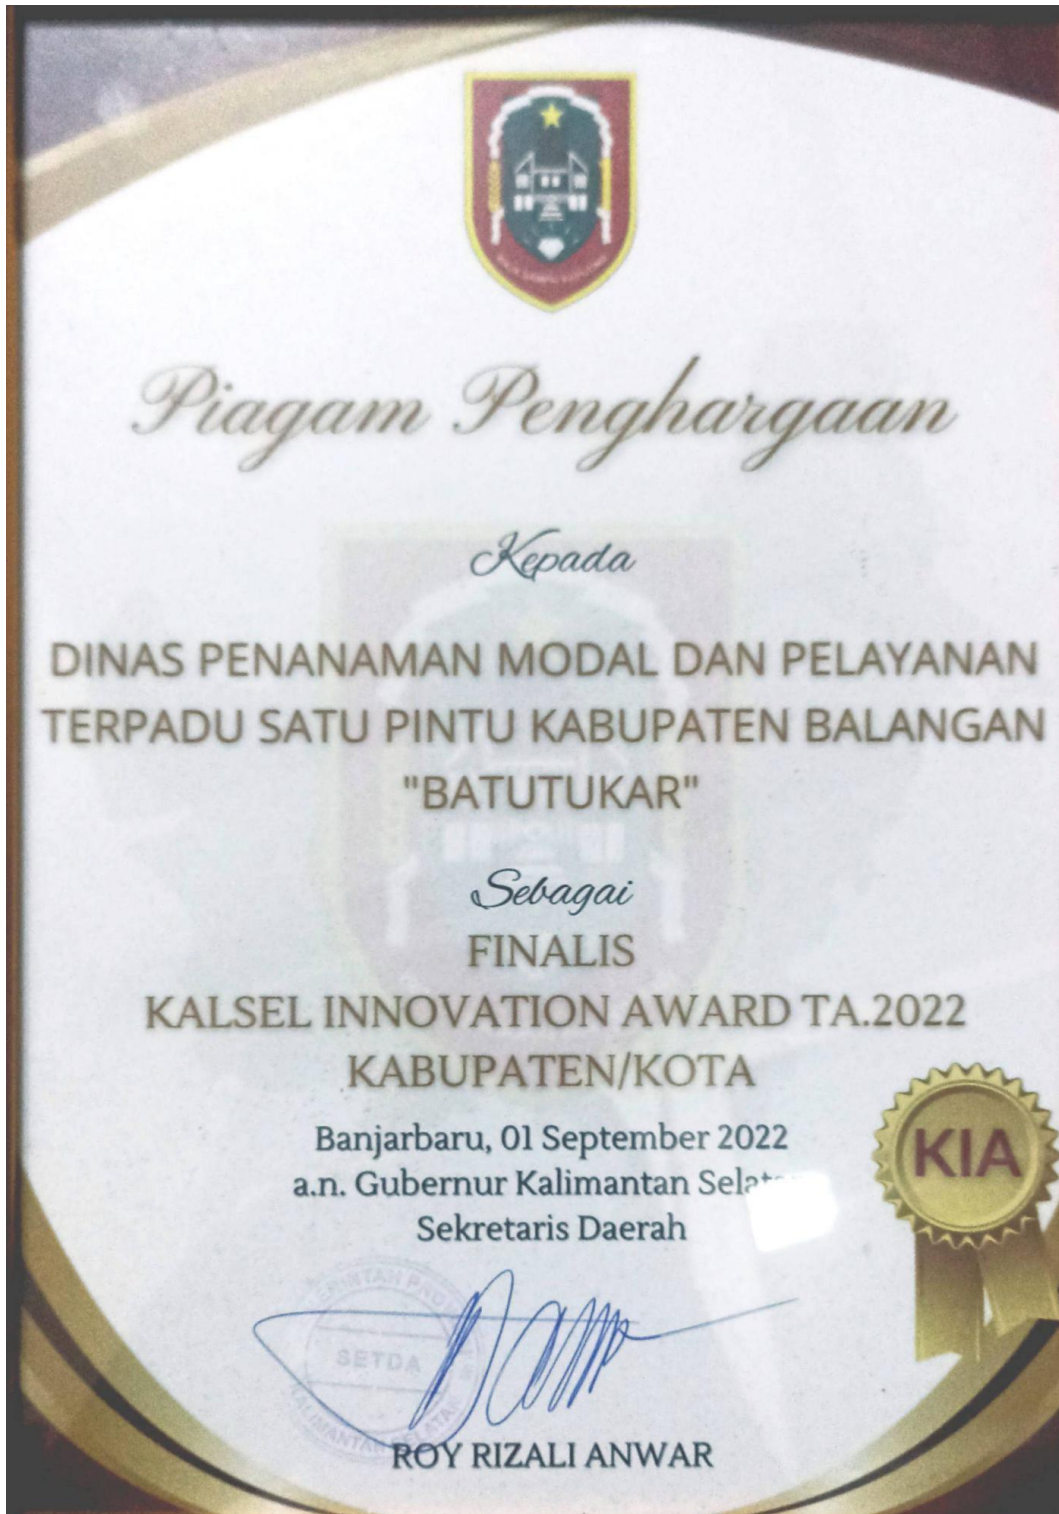 Piagam Penghargaan
Kepada
DINAS PENANAMAN MODAL DAN PELAYANAN
TERPADU SATU PINTU KABUPATEN BALANGAN
"BATUTUKAR"
Sebagai
FINALIS
KALSEL INNOVATION AWARD TA.2022
KABUPATEN/KOTA
KIA
Banjarbaru, 01 September 2022
a.n. Gubernur Kalimantan
Sekretaris Daerah
SETDA
ROY RIZALI ANWAR